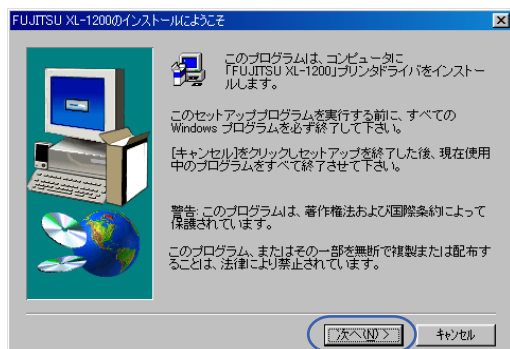 FUJITSU XL-1200のインストールにようこそ
このプログラムは、コンピュータに
「FUJITSU XL-1200」プリンタドライバをインストー
ルします。
このセットアッププログラムを実行する前に、すべての
Windows プログラムを必ず終了して下さい。
[キャンセル]をクリックしセットアップを終了した後、現在使用
中のプログラムをすべて終了させて下さい。
警告: このプログラムは、著作権法および国際条約によって
保護されています。
このプログラム、またはその一部を無断で複製または配布す
ることは、法律により禁止されています。
次へ(N) > キャンセル